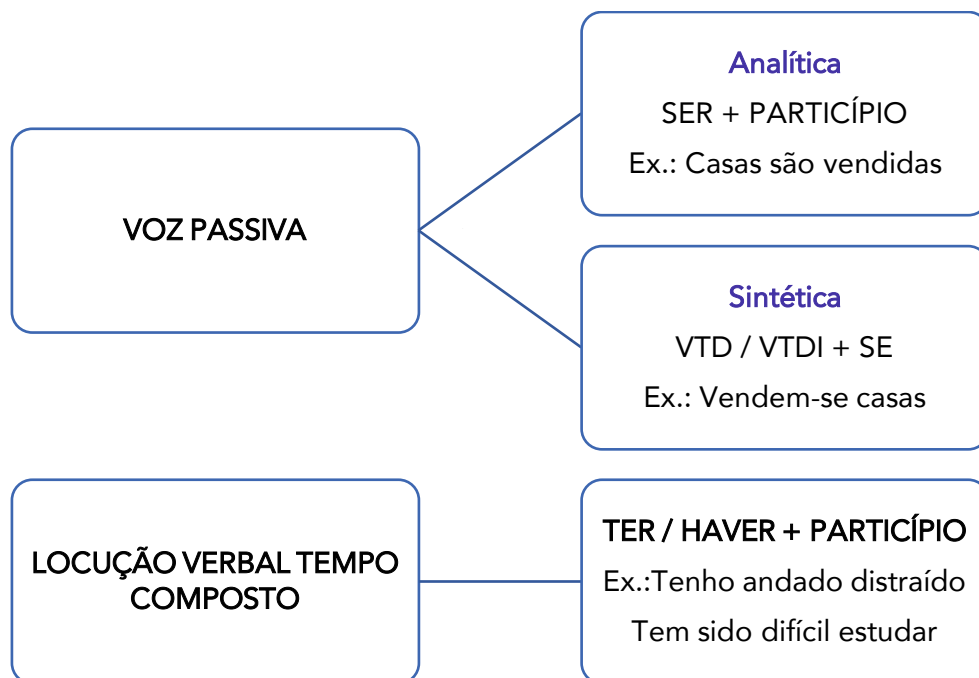 VOZ PASSIVA
Analítica
SER + PARTICÍPIO
Ex.: Casas são vendidas
Sintética
VTD / VTDI + SE
Ex.: Vendem-se casas
LOCUÇÃO VERBAL TEMPO
COMPOSTO
TER / HAVER + PARTICÍPIO
Ex.:Tenho andado distraído
Tem sido difícil estudar